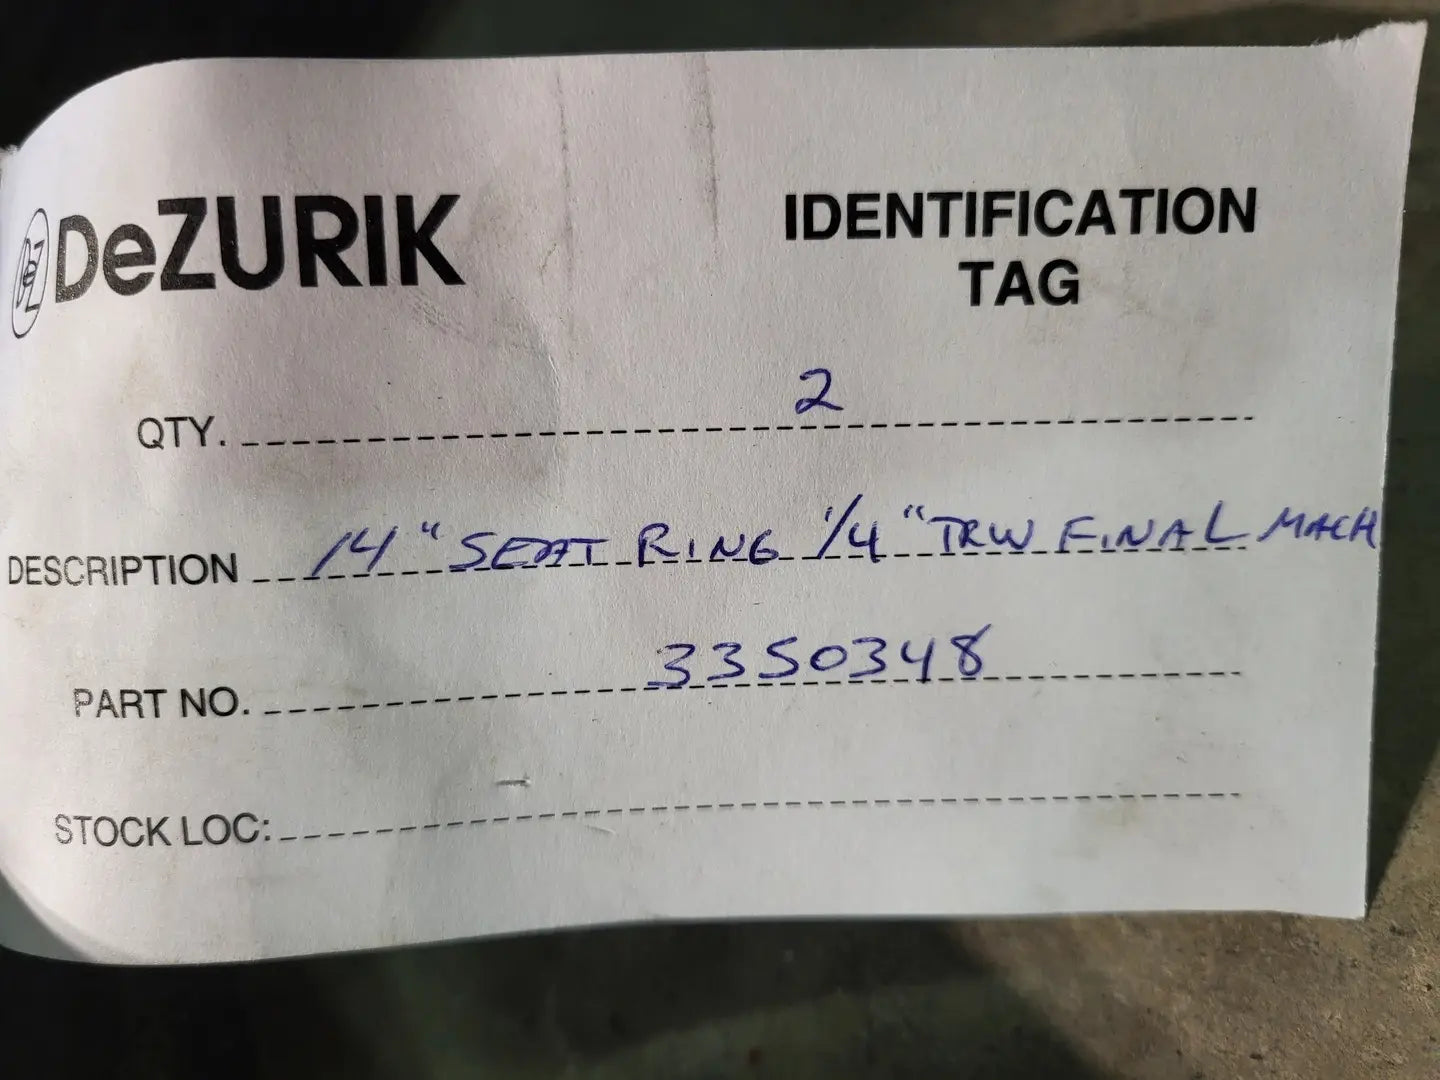 DeZ DeZURIK
IDENTIFICATION
TAG
QTY. 2
DESCRIPTION 14" SEAT RING 1/4" TRW FINAL MACH
PART NO. 3350348
STOCK LOC: